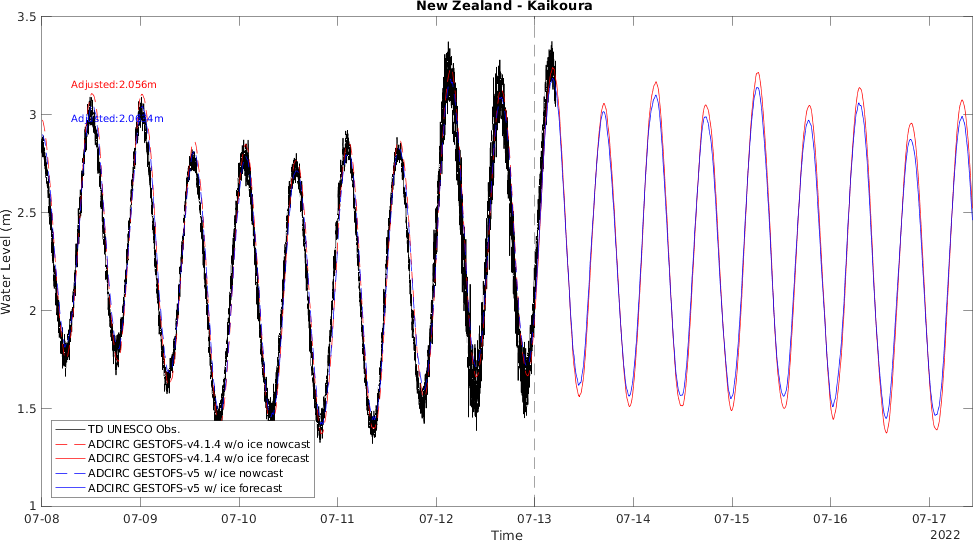 New Zealand - Kaikoura
3.5
3
2.5
2
1.5
1
Water Level (m)
Adjusted:2.056m
TD UNESCO Obs.
ADCIRC GESTOFS-v4.1.4 w/o ice nowcast
ADCIRC GESTOFS-v4.1.4 w/o ice forecast
ADCIRC GESTOFS-v5 w/ ice nowcast
ADCIRC GESTOFS-v5 w/ ice forecast
07-08 07-09 07-10 07-11 07-12 07-13 07-14 07-15 07-16 07-17
Time
2022